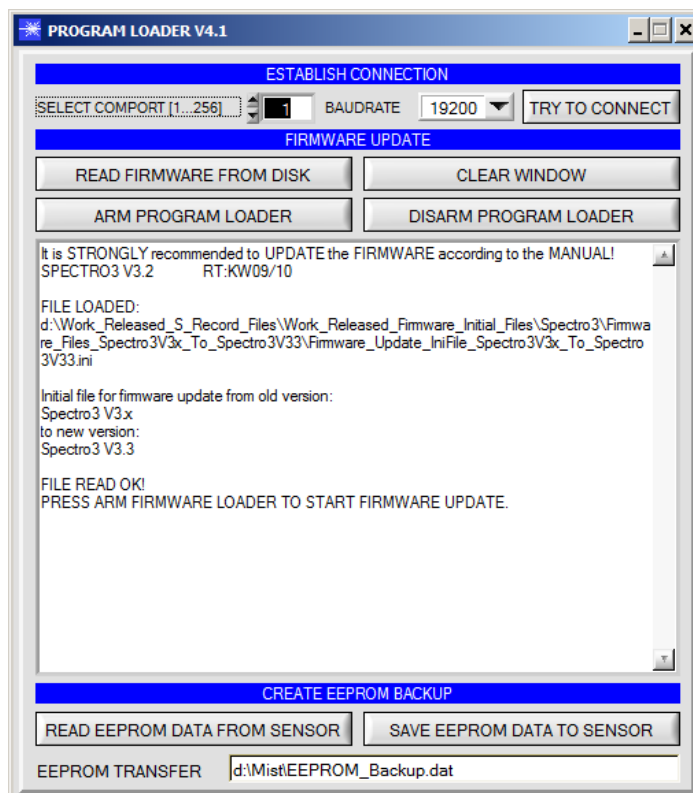 PROGRAM LOADER V4.1
ESTABLISH CONNECTION
SELECT COMPORT [1...256] 1 BAUDRATE 19200 TRY TO CONNECT
FIRMWARE UPDATE
READ FIRMWARE FROM DISK CLEAR WINDOW
ARM PROGRAM LOADER DISARM PROGRAM LOADER
It is STRONGLY recommended to UPDATE the FIRMWARE according to the MANUAL!
SPECTRO3 V3.2 RT:KW09/10
FILE LOADED:
d:\Work_Released_S_Record_Files\Work_Released_Firmware_Initial_Files\Spectro3\Firmwa
re_Files_Spectro3V3x_To_Spectro3V33\Firmware_Update_IniFile_Spectro3V3x_To_Spectro
3V33.ini
Initial file for firmware update from old version:
Spectro3 V3.x
to new version:
Spectro3 V3.3
FILE READ OK!
PRESS ARM FIRMWARE LOADER TO START FIRMWARE UPDATE.
CREATE EEPROM BACKUP
READ EEPROM DATA FROM SENSOR SAVE EEPROM DATA TO SENSOR
EEPROM TRANSFER d:\Mist\EEPROM_Backup.dat